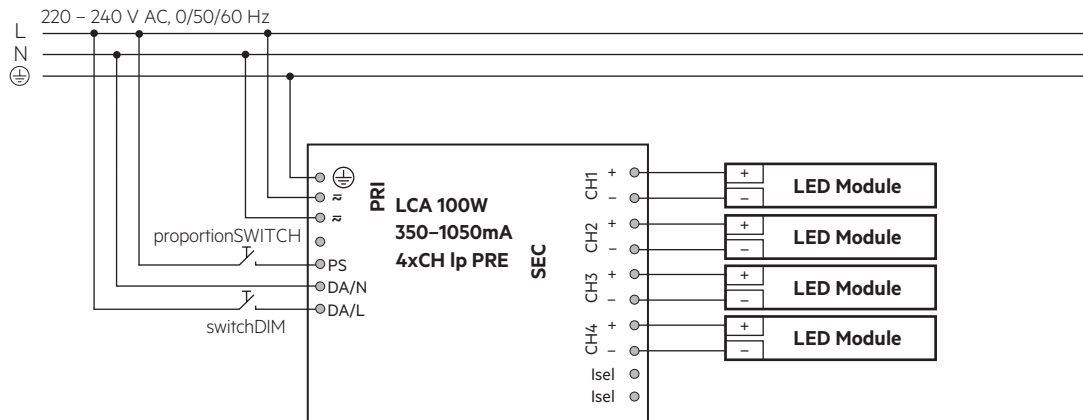 220 – 240 V AC, 0/50/60 Hz
L
N
PRI
LCA 100W
350–1050mA
4xCH lp PRE
SEC
proportionSWITCH
PS
DA/N
DA/L
switchDIM
CH1
+
–
CH2
+
–
CH3
+
–
CH4
+
–
Isel
Isel
+
–
LED Module
+
–
LED Module
+
–
LED Module
+
–
LED Module